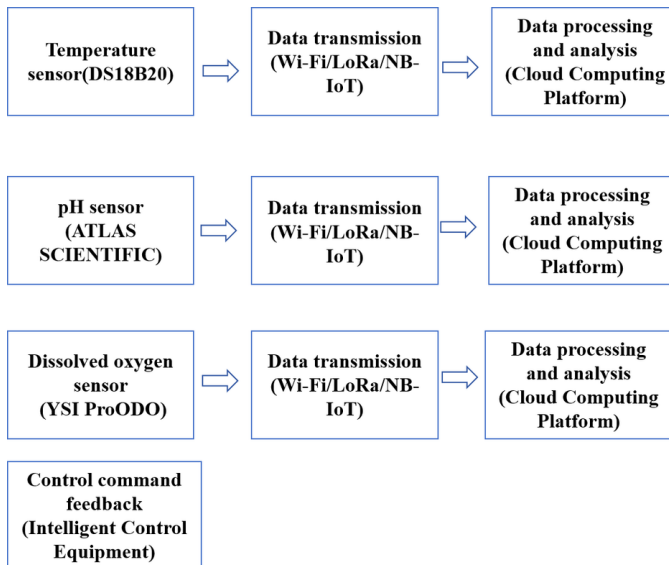 Temperature
sensor(DS18B20)
Data transmission
(Wi-Fi/LoRa/NB-
IoT)
Data processing
and analysis
(Cloud Computing
Platform)
pH sensor
(ATLAS
SCIENTIFIC)
Data transmission
(Wi-Fi/LoRa/NB-
IoT)
Data processing
and analysis
(Cloud Computing
Platform)
Dissolved oxygen
sensor
(YSI ProODO)
Data transmission
(Wi-Fi/LoRa/NB-
IoT)
Data processing
and analysis
(Cloud Computing
Platform)
Control command
feedback
(Intelligent Control
Equipment)